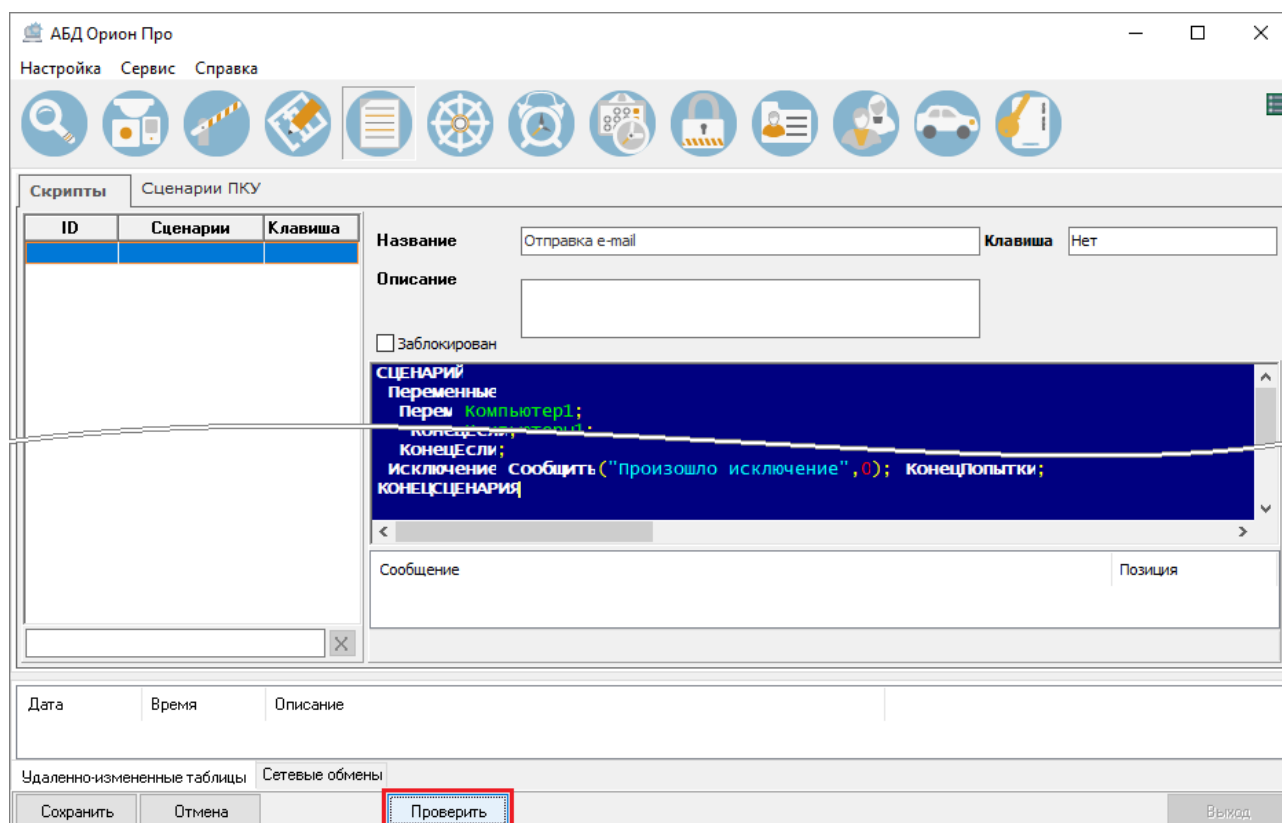 АБД Орион Про
Настройка Сервис Справка
Скрипты Сценарии ПКУ
ID Сценарии Клавиша
Название Отправка e-mail Клавиша Нет
Описание
Заблокирован
СЦЕНАРИЙ
Переменные
Перем Компьютер1;
КонецЕсли;
КонецЕсли;
Исключение Сообщить("Произошло исключение",0); КонецПопытки;
КОНЕЦСЦЕНАРИЯ
Сообщение Позиция
Дата Время Описание
Удаленно-измененные таблицы Сетевые обмены
Сохранить Отмена Проверить Выход